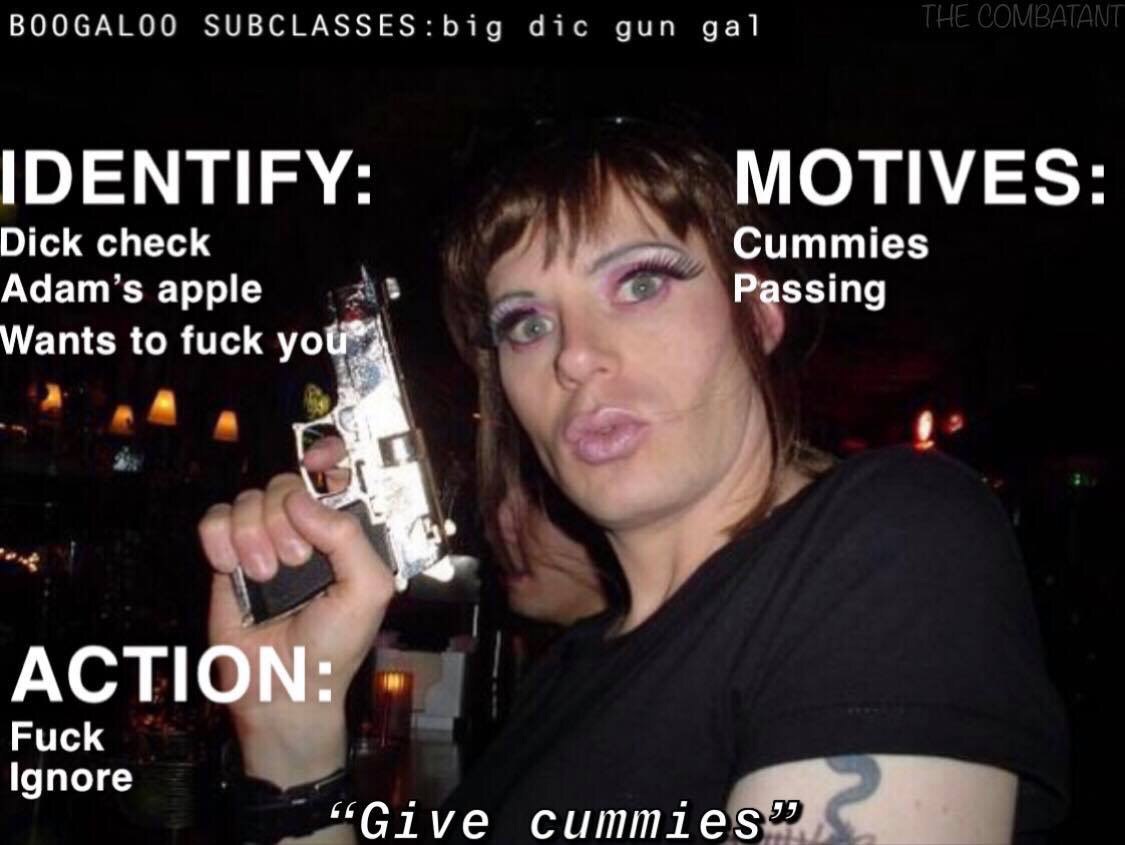 BOOGALOO SUBCLASSES:big dic gun gal
THE COMBATANT
IDENTIFY:
Dick check
Adam's apple
Wants to fuck you
MOTIVES:
Cummies
Passing
ACTION:
Fuck
Ignore
“Give cummies”